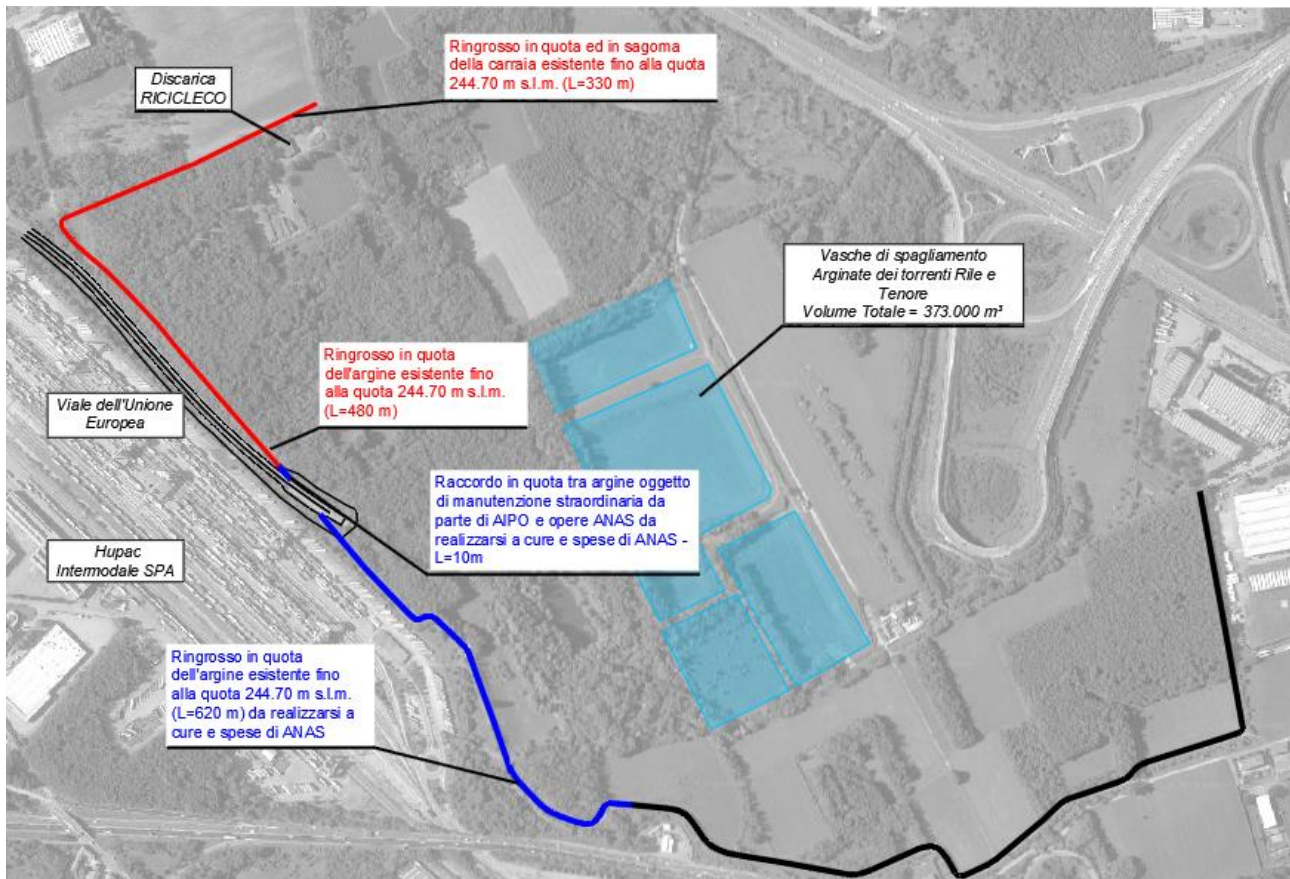 Ringrosso in quota ed in sagoma
della carraia esistente fino alla quota
244.70 m s.l.m. (L=330 m)
Discarica
RICICLECO
Vasche di spagliamento
Arginate dei torrenti Rile e
Tenore
Volume Totale = 373.000 m³
Ringrosso in quota
dell'argine esistente fino
alla quota 244.70 m s.l.m.
(L=480 m)
Viale dell'Unione
Europea
Raccordo in quota tra argine oggetto
di manutenzione straordinaria da
parte di AIPO e opere ANAS da
realizzarsi a cure e spese di ANAS -
L=10m
Hupac
Intermodale SPA
Ringrosso in quota
dell'argine esistente fino
alla quota 244.70 m s.l.m.
(L=620 m) da realizzarsi a
cure e spese di ANAS